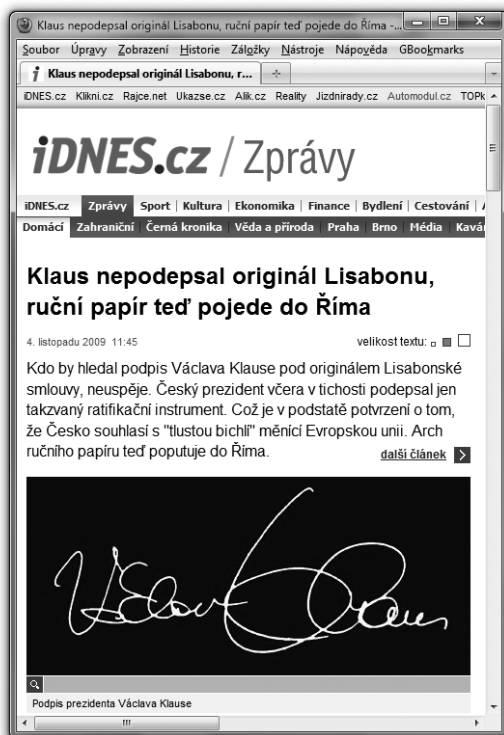 Klaus nepodepsal originál Lisabonu, ruční papír teď pojede do Říma -...
Soubor Úpravy Zobrazení Historie Záložky Nástroje Nápověda GBookmarks
Klaus nepodepsal originál Lisabonu, r...
iDNES.cz Klikni.cz Rajce.net Ukazse.cz Alik.cz Reality Jizdnirady.cz Automodul.cz TOPk
iDNES.cz / Zprávy
iDNES.cz Zprávy Sport Kultura Ekonomika Finance Bydlení Cestování
Domácí Zahraniční Černá kronika Věda a příroda Praha Brno Média Kavár
Klaus nepodepsal originál Lisabonu,
ruční papír teď pojede do Říma
4. listopadu 2009 11:45 velikost textu:
Kdo by hledal podpis Václava Klause pod originálem Lisabonské
smlouvy, neuspěje. Český prezident včera v tichosti podepsal jen
takzvaný ratifikační instrument. Což je v podstatě potvrzení o tom,
že Česko souhlasí s "tlustou bichlí" měnící Evropskou unii. Arch
ručního papíru teď poputuje do Říma. další článek
Václav Klaus
Podpis prezidenta Václava Klause